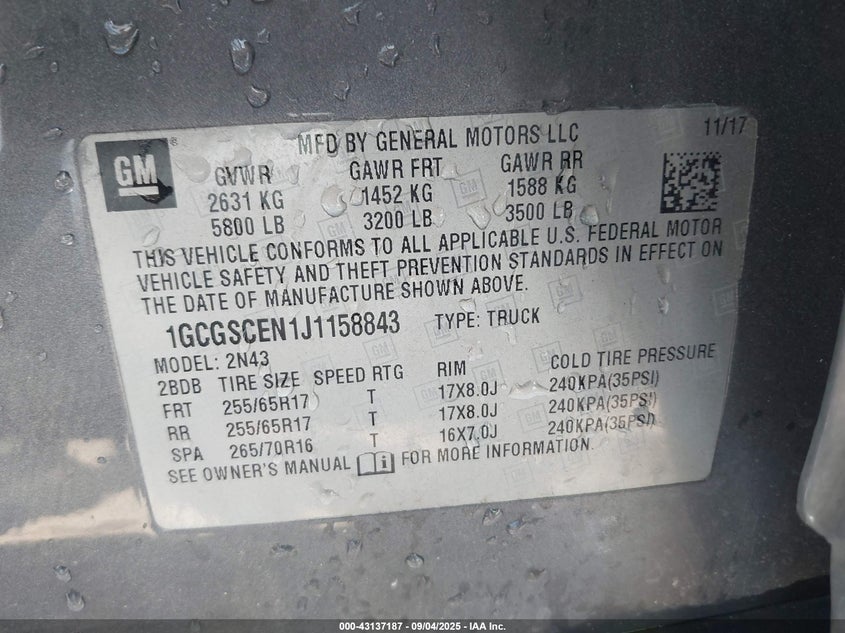 GM
MFD BY GENERAL MOTORS LLC
11/17
GVWR GAWR FRT GAWR RR
2631 KG 1452 KG 1588 KG
5800 LB 3200 LB 3500 LB
THIS VEHICLE CONFORMS TO ALL APPLICABLE U.S. FEDERAL MOTOR
VEHICLE SAFETY AND THEFT PREVENTION STANDARDS IN EFFECT ON
THE DATE OF MANUFACTURE SHOWN ABOVE.
1GCGSCEN1J1158843 TYPE: TRUCK
MODEL: 2N43
2BDB TIRE SIZE SPEED RTG RIM COLD TIRE PRESSURE
FRT 255/65R17 T 17X8.0J 240KPA(35PSI)
RR 255/65R17 T 17X8.0J 240KPA(35PSI)
SPA 265/70R16 T 16X7.0J 240KPA(35PSI)
SEE OWNER'S MANUAL FOR MORE INFORMATION.
000-43137187 - 09/04/2025 - IAA Inc.